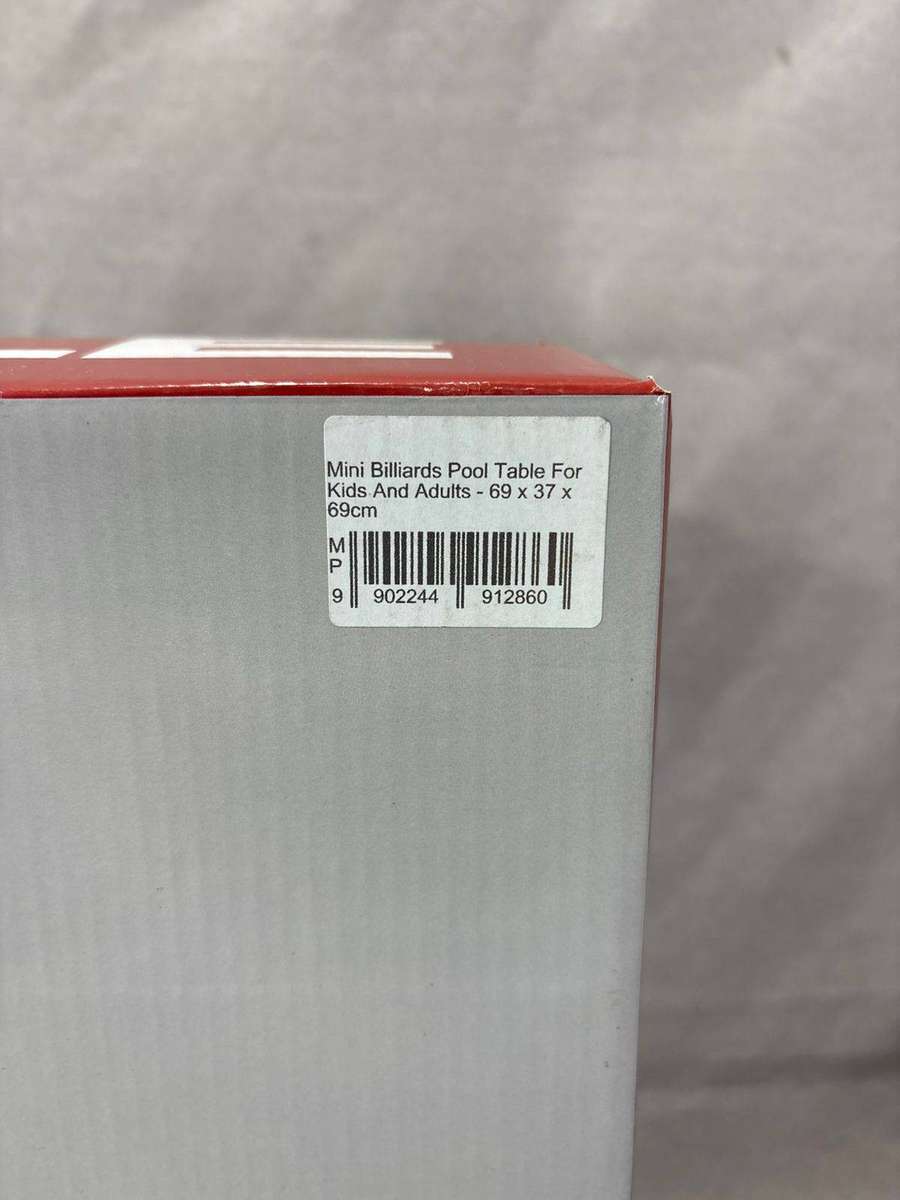 Mini Billiards Pool Table For
Kids And Adults - 69 x 37 x
69cm
M
P
9 902244 912860